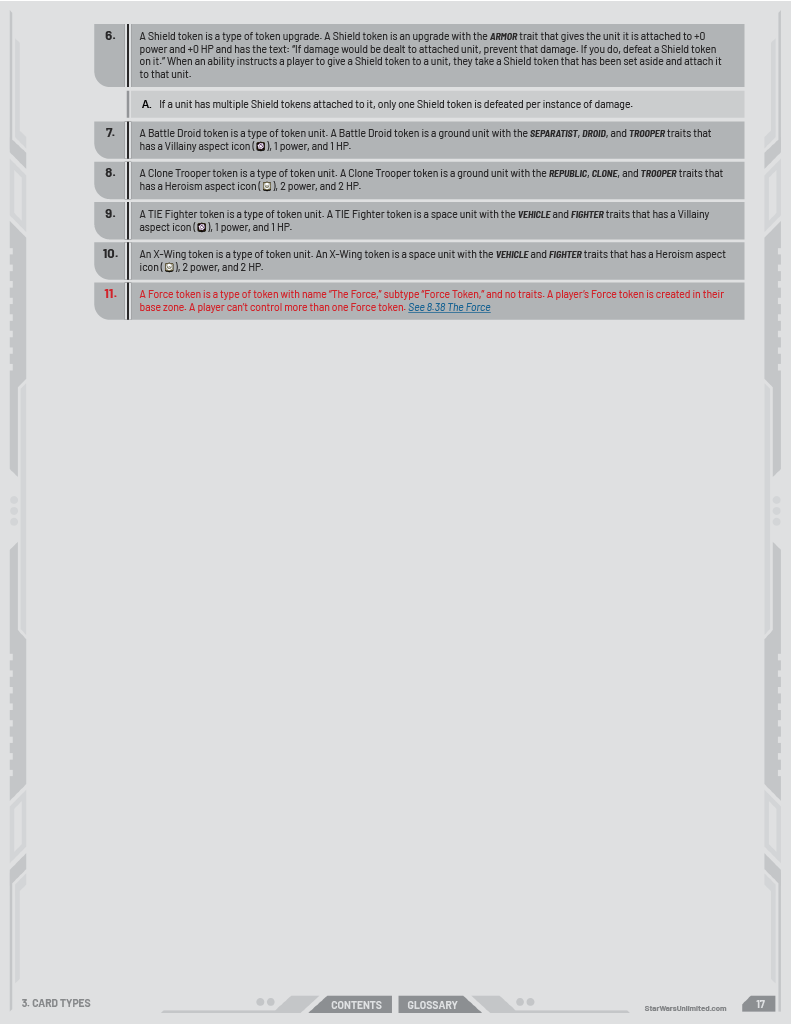 6. A Shield token is a type of token upgrade. A Shield token is an upgrade with the ARMOR trait that gives the unit it is attached to +0
power and +0 HP and has the text: “If damage would be dealt to attached unit, prevent that damage. If you do, defeat a Shield token
on it.” When an ability instructs a player to give a Shield token to a unit, they take a Shield token that has been set aside and attach it
to that unit.
A. If a unit has multiple Shield tokens attached to it, only one Shield token is defeated per instance of damage.
7. A Battle Droid token is a type of token unit. A Battle Droid token is a ground unit with the SEPARATIST, DROID, and TROOPER traits that
has a Villainy aspect icon ( ), 1 power, and 1 HP.
8. A Clone Trooper token is a type of token unit. A Clone Trooper token is a ground unit with the REPUBLIC, CLONE, and TROOPER traits that
has a Heroism aspect icon ( ), 2 power, and 2 HP.
9. A TIE Fighter token is a type of token unit. A TIE Fighter token is a space unit with the VEHICLE and FIGHTER traits that has a Villainy
aspect icon ( ), 1 power, and 1 HP.
10. An X-Wing token is a type of token unit. An X-Wing token is a space unit with the VEHICLE and FIGHTER traits that has a Heroism aspect
icon ( ), 2 power, and 2 HP.
11. A Force token is a type of token with name “The Force,” subtype “Force Token,” and no traits. A player’s Force token is created in their
base zone. A player can’t control more than one Force token. See 8.38 The Force
3. CARD TYPES
CONTENTS
GLOSSARY
StarWarsUnlimited.com
17